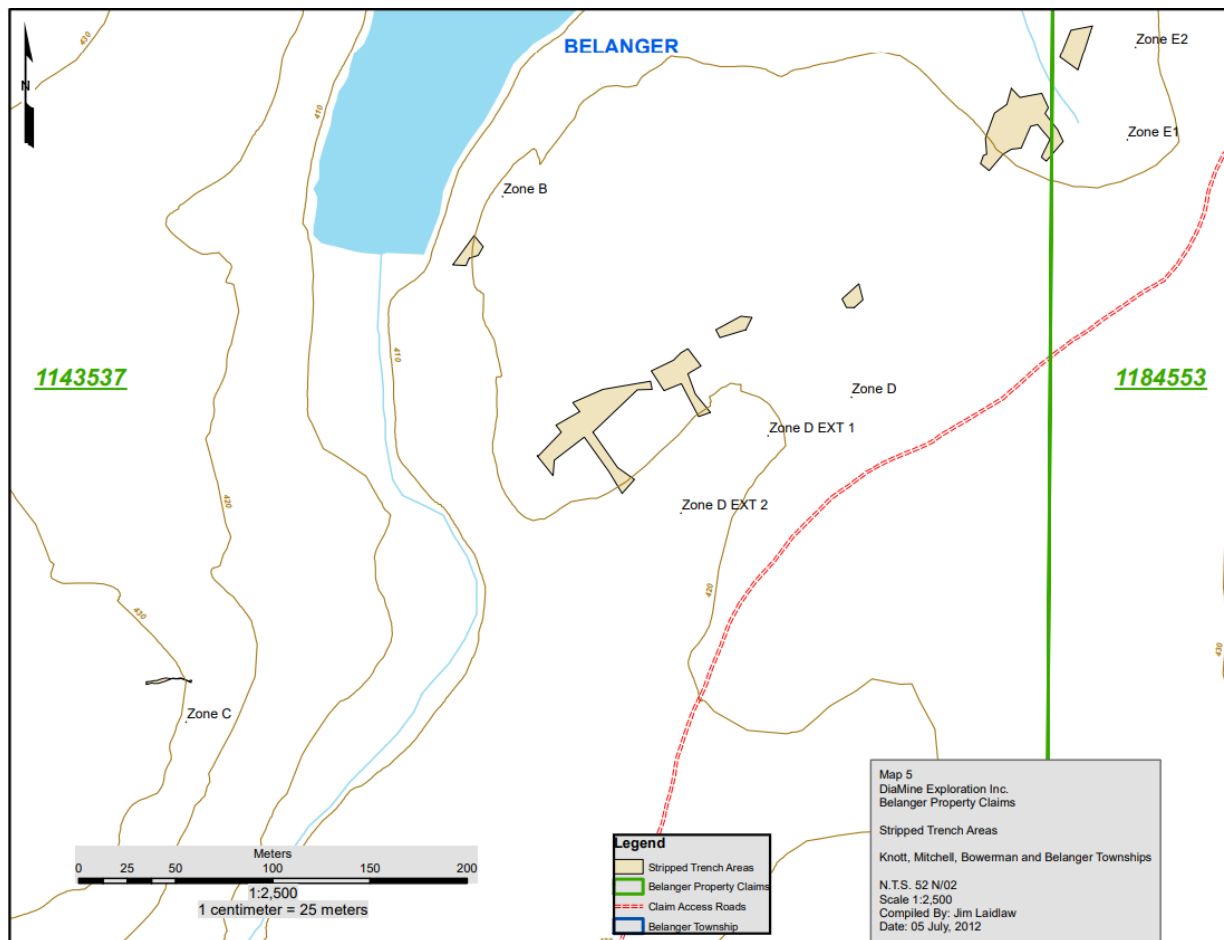 430
BELANGER
Zone E2
N
410
Zone E1
Zone B
410
1143537
1184553
Zone D
Zone D EXT 1
420
Zone D EXT 2
420
430
430
Zone C
Map 5
DiaMine Exploration Inc.
Belanger Property Claims
Stripped Trench Areas
Knott, Mitchell, Bowerman and Belanger Townships
N.T.S. 52 N/02
Scale 1:2,500
Compiled By: Jim Laidlaw
Date: 05 July, 2012
Legend
Stripped Trench Areas
Belanger Property Claims
Claim Access Roads
Belanger Township
Meters
0 25 50 100 150 200
1:2,500
1 centimeter = 25 meters